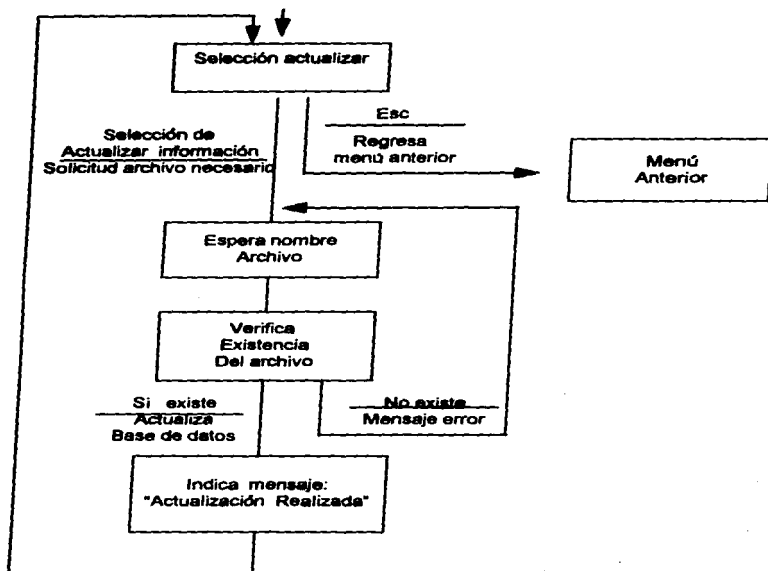 Selección actualizar
Esc
Regresa
menú anterior
Selección de
Actualizar información
Solicitud archivo necesario
Menú
Anterior
Espera nombre
Archivo
Verifica
Existencia
Del archivo
Si existe
Actualiza
Base de datos
No existe
Mensaje error
Indica mensaje:
"Actualización Realizada"